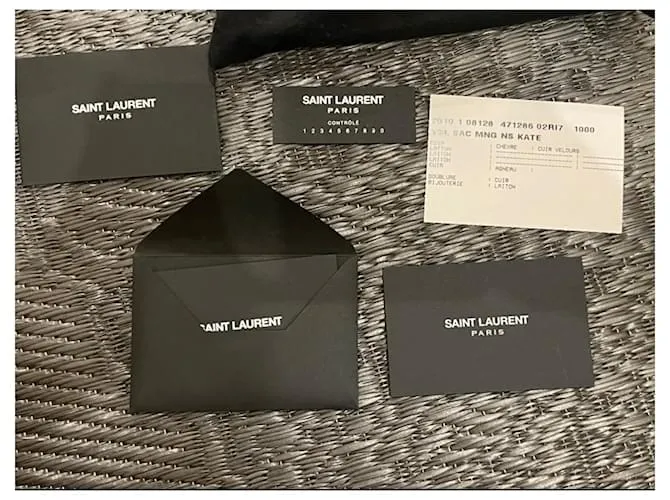 SAINT LAURENT
PARIS
SAINT LAURENT
PARIS
CONTRÔLE
1 2 3 4 5 6 7 8 9 0
1 08128 471286 02RI7 1000
SAC MNG NS KATE
CHEVRE : CUIR VELOURS
LAITON
CUIR
AGNEAU :
DOUBLURE : CUIR
BIJOUTERIE : LAITON
SAINT LAURENT
SAINT LAURENT
PARIS